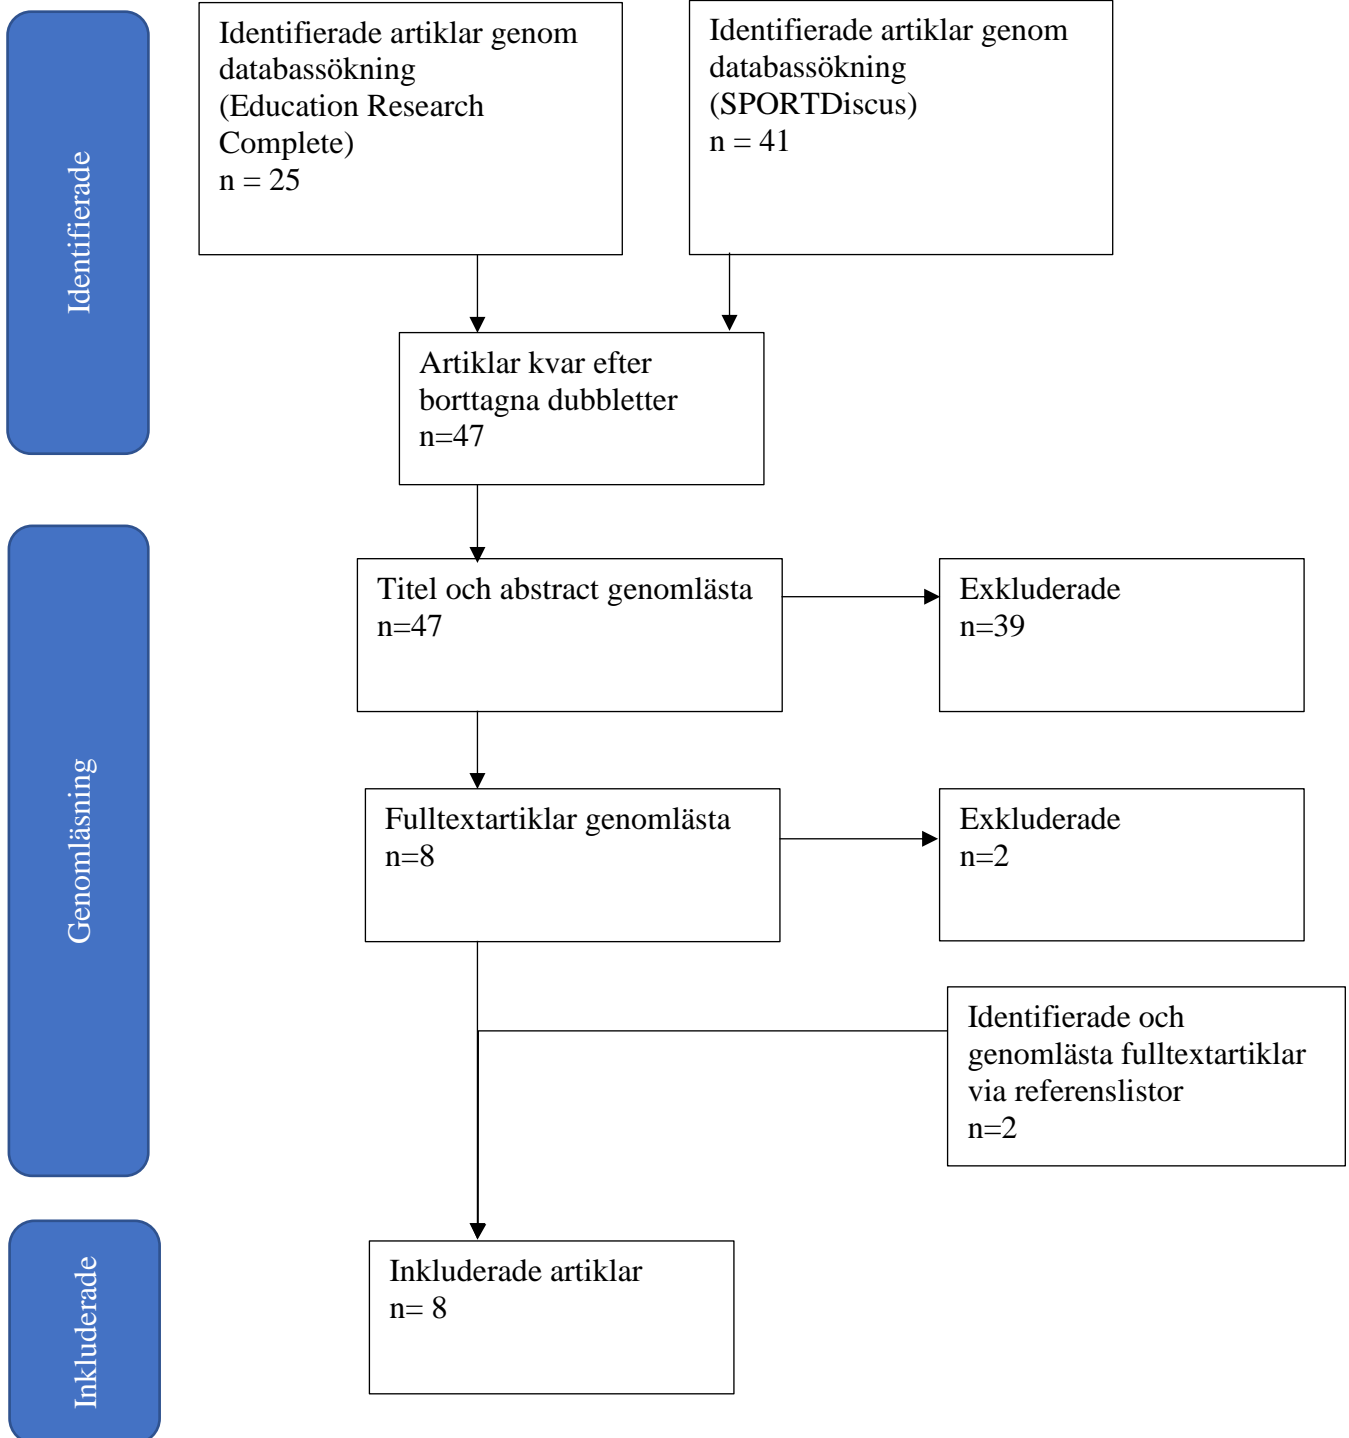 Identifierade
Identifierade artiklar genom
databassökning
(Education Research
Complete)
n = 25
Identifierade artiklar genom
databassökning
(SPORTDiscus)
n = 41
Artiklar kvar efter
borttagna dubbletter
n=47
Genomläsning
Titel och abstract genomlästa
n=47
Exkluderade
n=39
Fulltextartiklar genomlästa
n=8
Exkluderade
n=2
Identifierade och
genomlästa fulltextartiklar
via referenslistor
n=2
Inkluderade
Inkluderade artiklar
n= 8